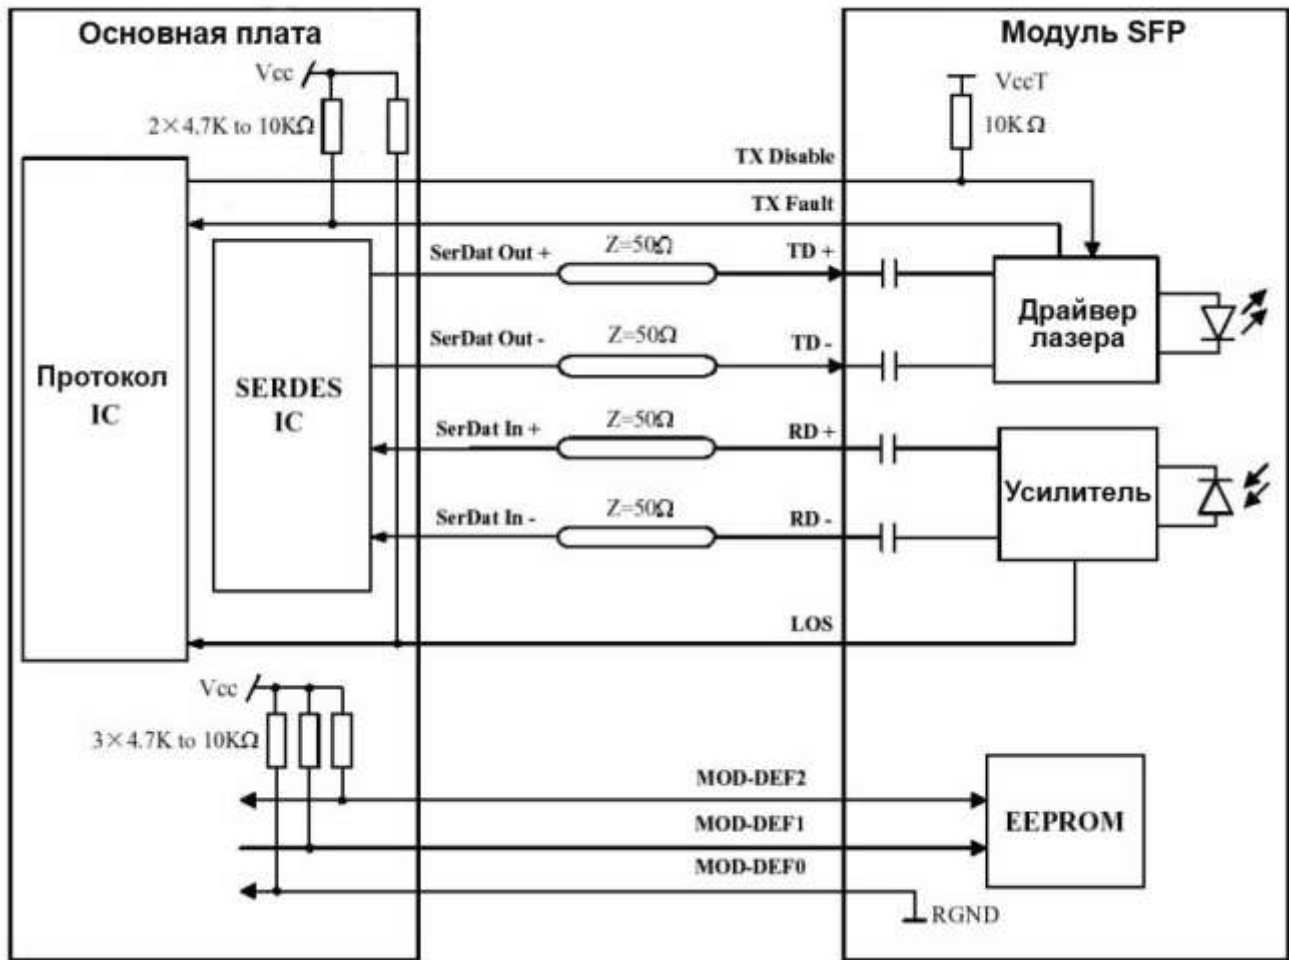 Основная плата
Модуль SFP
Vcc
VccT
2×4.7K to 10KΩ
10KΩ
TX Disable
TX Fault
SerDat Out +
Z=50Ω
TD +
SerDat Out -
Z=50Ω
TD -
Драйвер
лазера
Протокол
IC
SERDES
IC
SerDat In +
Z=50Ω
RD +
Усилитель
SerDat In -
Z=50Ω
RD -
LOS
Vcc
3×4.7K to 10KΩ
MOD-DEF2
MOD-DEF1
MOD-DEF0
EEPROM
RGND